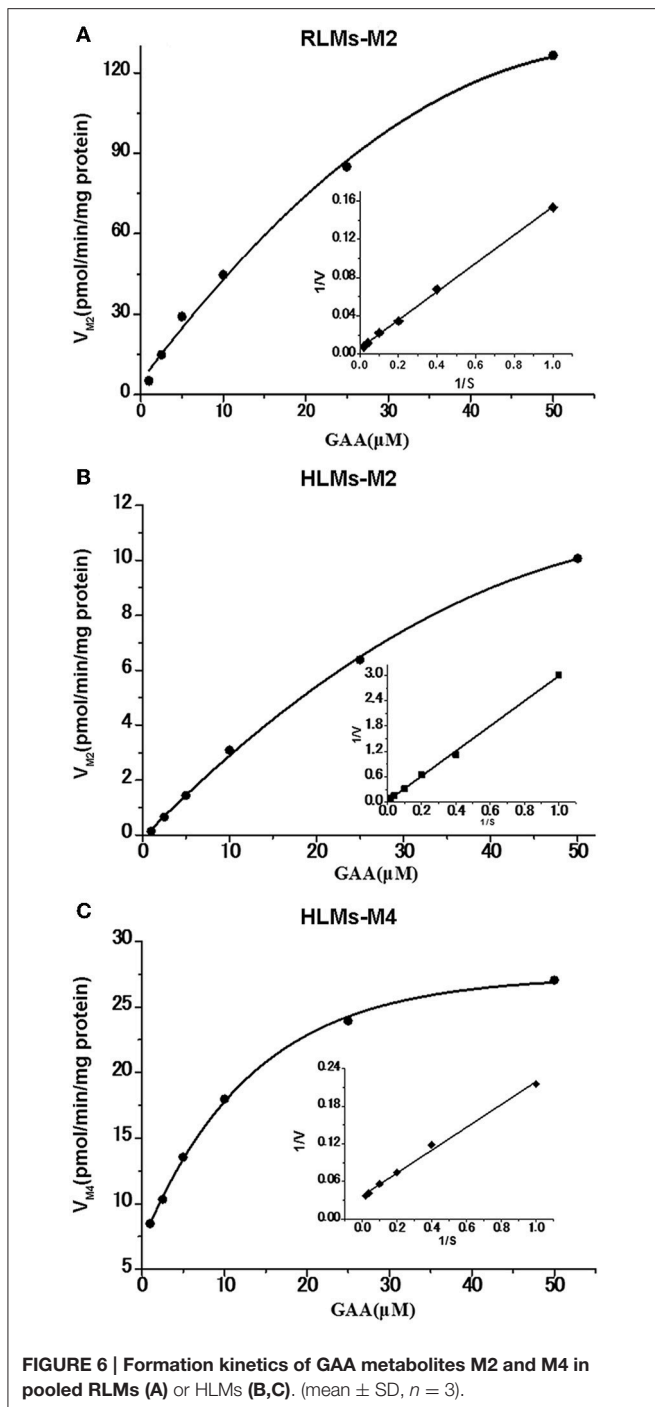 A
RLMs-M2
V_M2(pmol/min/mg protein)
120
90
60
30
0
0 10 20 30 40 50
GAA(µM)
1/V
0.16
0.12
0.08
0.04
0.00
0.0 0.2 0.4 0.6 0.8 1.0
1/S
B
HLMs-M2
V_M2(pmol/min/mg protein)
12
10
8
6
4
2
0
0 10 20 30 40 50
GAA(µM)
1/V
3.0
2.4
1.8
1.2
0.6
0.0
0.0 0.2 0.4 0.6 0.8 1.0
1/S
C
HLMs-M4
V_M4(pmol/min/mg protein)
30
25
20
15
10
5
0 10 20 30 40 50
GAA(µM)
1/V
0.24
0.18
0.12
0.06
0.00
0.0 0.2 0.4 0.6 0.8 1.0
1/S
FIGURE 6 | Formation kinetics of GAA metabolites M2 and M4 in
pooled RLMs (A) or HLMs (B,C). (mean ± SD, n = 3).